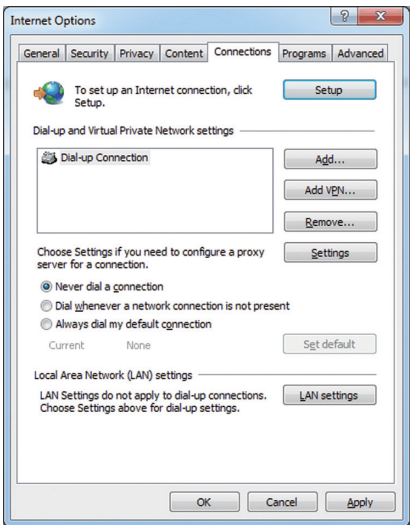 Internet Options
?
X
General Security Privacy Content Connections Programs Advanced
To set up an Internet connection, click
Setup.
Setup
Dial-up and Virtual Private Network settings
Dial-up Connection
Add...
Add VPN...
Remove...
Choose Settings if you need to configure a proxy
server for a connection.
Settings
Never dial a connection
Dial whenever a network connection is not present
Always dial my default connection
Current None
Set default
Local Area Network (LAN) settings
LAN Settings do not apply to dial-up connections.
Choose Settings above for dial-up settings.
LAN settings
OK Cancel Apply